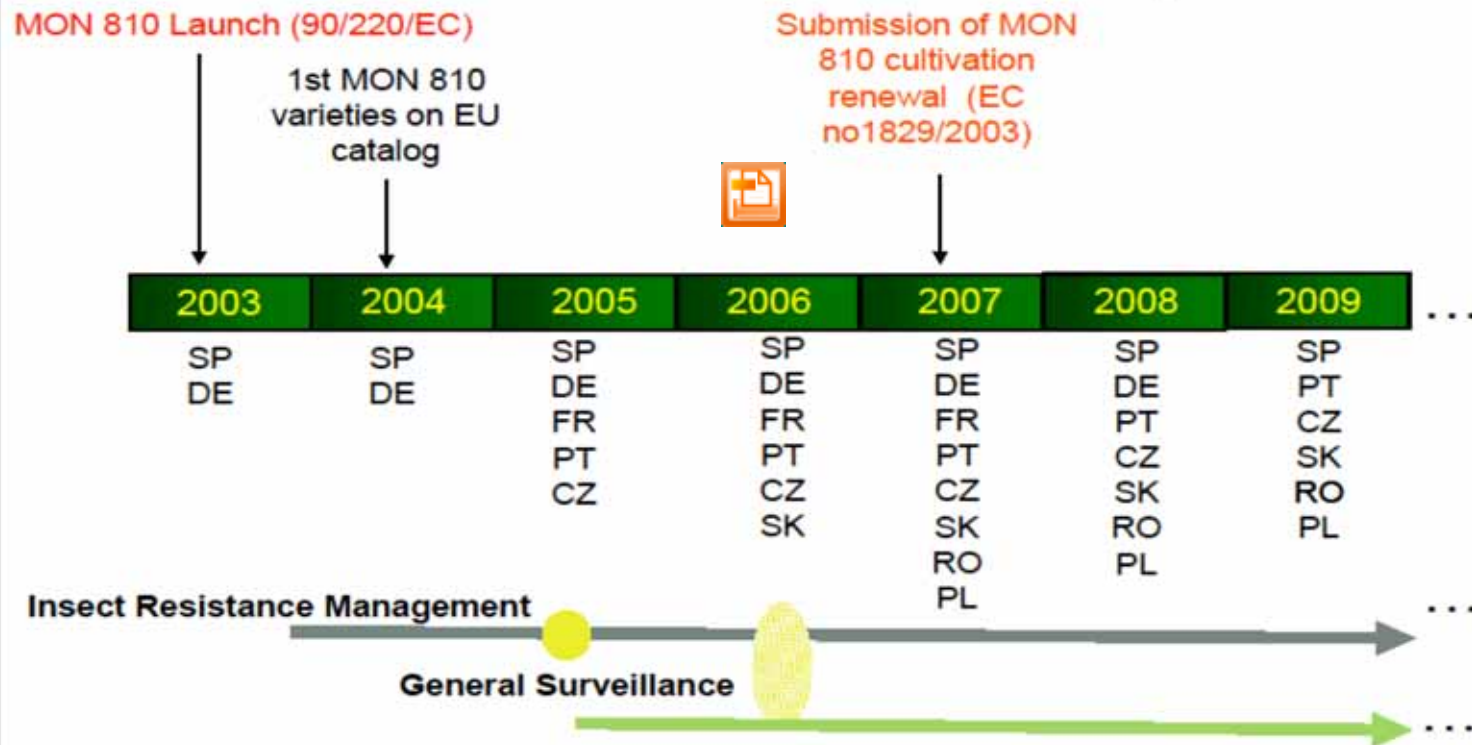 MON 810 Launch (90/220/EC)
1st MON 810
varieties on EU
catalog
Submission of MON
810 cultivation
renewal (EC
no1829/2003)
2003 2004 2005 2006 2007 2008 2009 ...
SP SP SP SP SP SP SP
DE DE DE DE DE DE PT
FR FR FR PT CZ
PT PT PT CZ SK
CZ CZ CZ SK RO
SK SK RO PL
RO PL
PL
Insect Resistance Management ...
General Surveillance
...